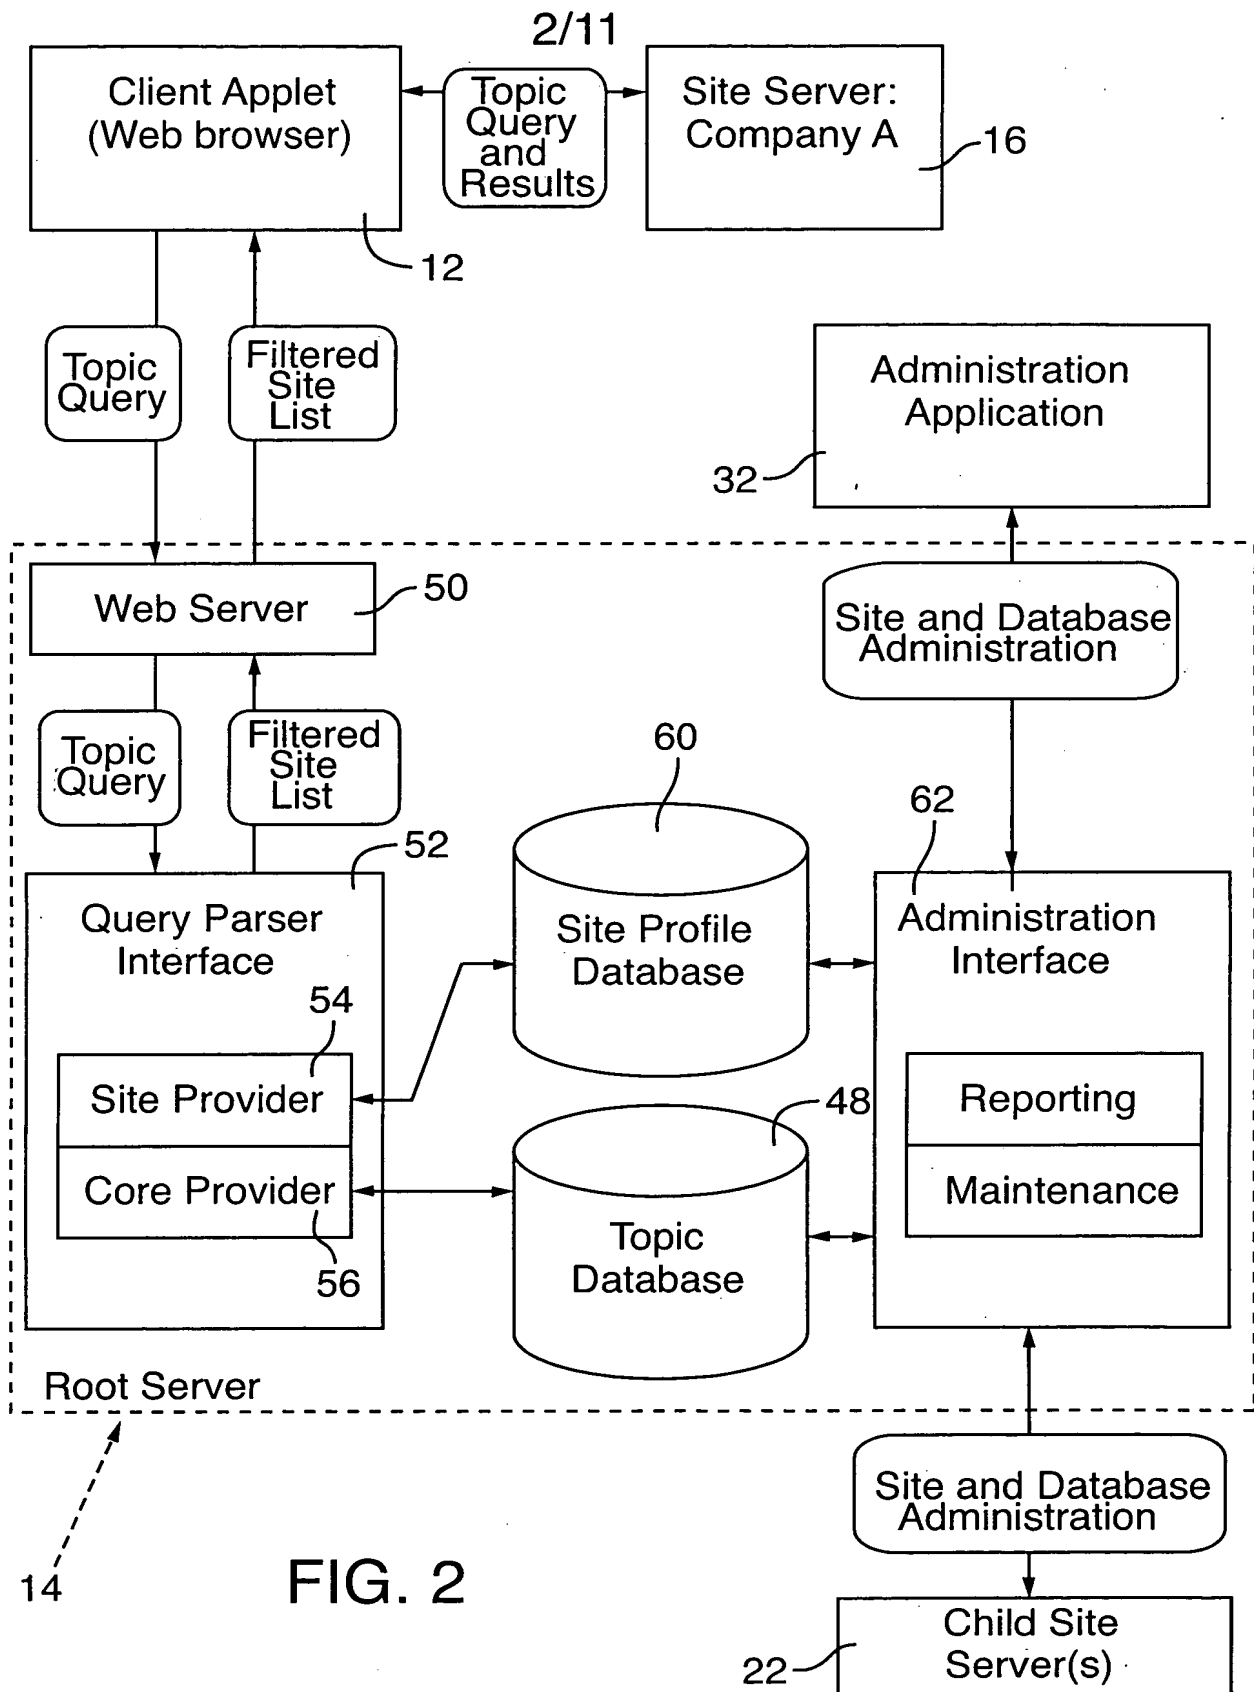 2/11
Client Applet
(Web browser)
Topic
Query
and
Results
Site Server:
Company A
16
12
Topic
Query
Filtered
Site
List
Administration
Application
32
Web Server
50
Site and Database
Administration
Topic
Query
Filtered
Site
List
60
62
52
Query Parser
Interface
Site Profile
Database
Administration
Interface
54
Site Provider
Core Provider
56
48
Topic
Database
Reporting
Maintenance
Root Server
14
FIG. 2
Site and Database
Administration
Child Site
Server(s)
22